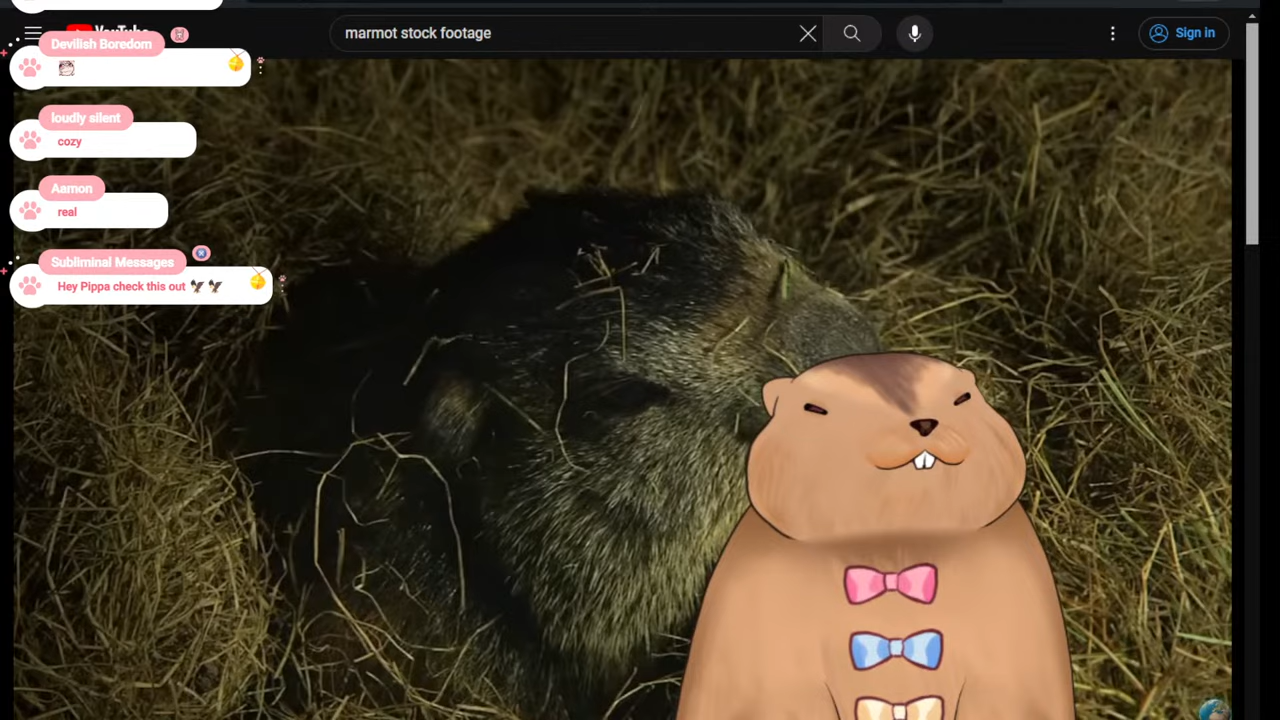 marmot stock footage
Sign in
Devilish Boredom
loudly silent
cozy
Aamon
real
Subliminal Messages
Hey Pippa check this out 🦅 🦅